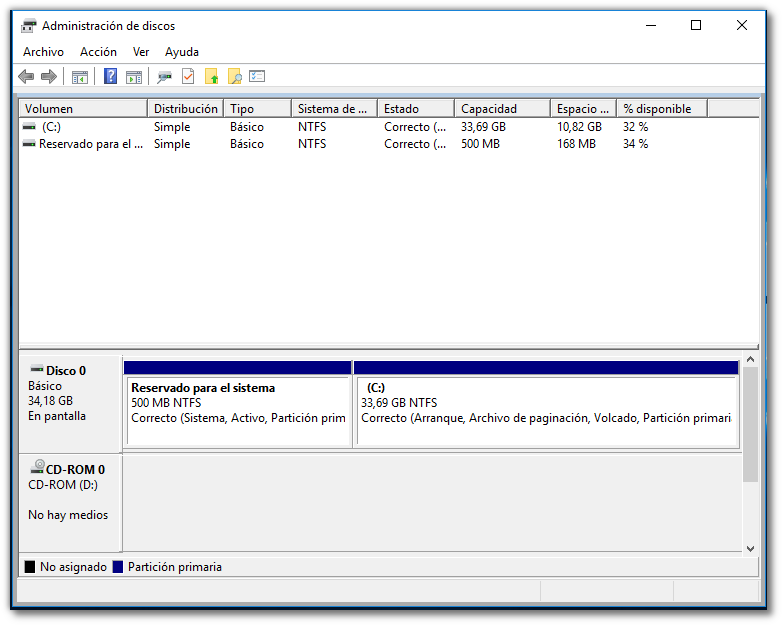 Administración de discos
Archivo Acción Ver Ayuda
Volumen Distribución Tipo Sistema de ... Estado Capacidad Espacio ... % disponible
(C:) Simple Básico NTFS Correcto (... 33,69 GB 10,82 GB 32 %
Reservado para el ... Simple Básico NTFS Correcto (... 500 MB 168 MB 34 %
Disco 0
Básico
34,18 GB
En pantalla
Reservado para el sistema
500 MB NTFS
Correcto (Sistema, Activo, Partición prim
(C:)
33,69 GB NTFS
Correcto (Arranque, Archivo de paginación, Volcado, Partición primari
CD-ROM 0
CD-ROM (D:)
No hay medios
No asignado Partición primaria